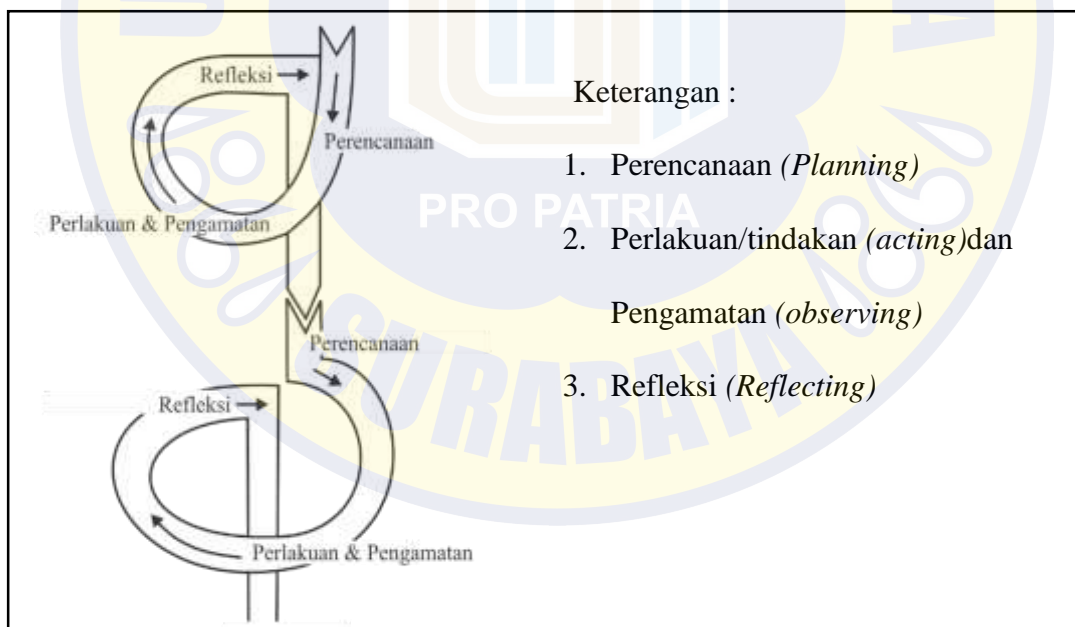 Refleksi
Perencanaan
Perlakuan & Pengamatan
Perencanaan
Refleksi
Perlakuan & Pengamatan
Keterangan :
1. Perencanaan (Planning)
2. Perlakuan/tindakan (acting)dan
Pengamatan (observing)
3. Refleksi (Reflecting)
PRO PATRIA
SURABAYA